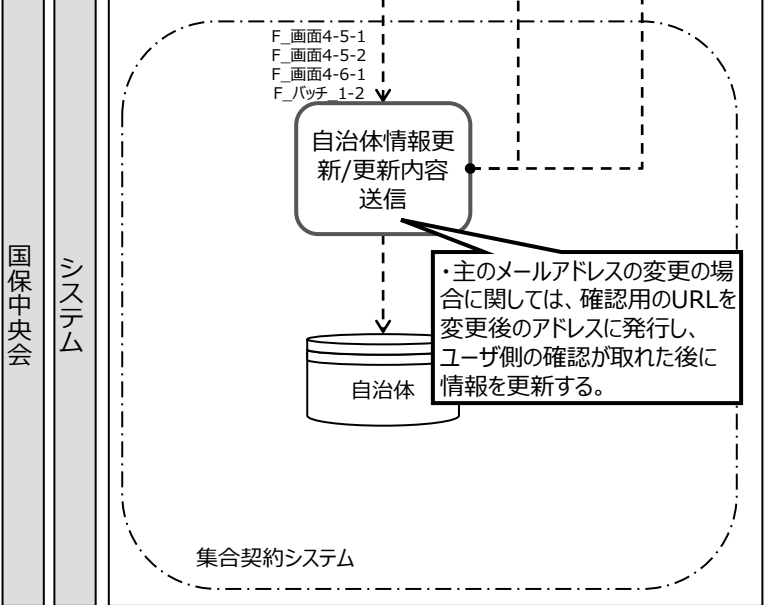 国保中央会
システム
F_画面4-5-1
F_画面4-5-2
F_画面4-6-1
F_バッチ_1-2
自治体情報更
新/更新内容
送信
・主のメールアドレスの変更の場
合に関しては、確認用のURLを
変更後のアドレスに発行し、
ユーザ側の確認が取れた後に
情報を更新する。
自治体
集合契約システム